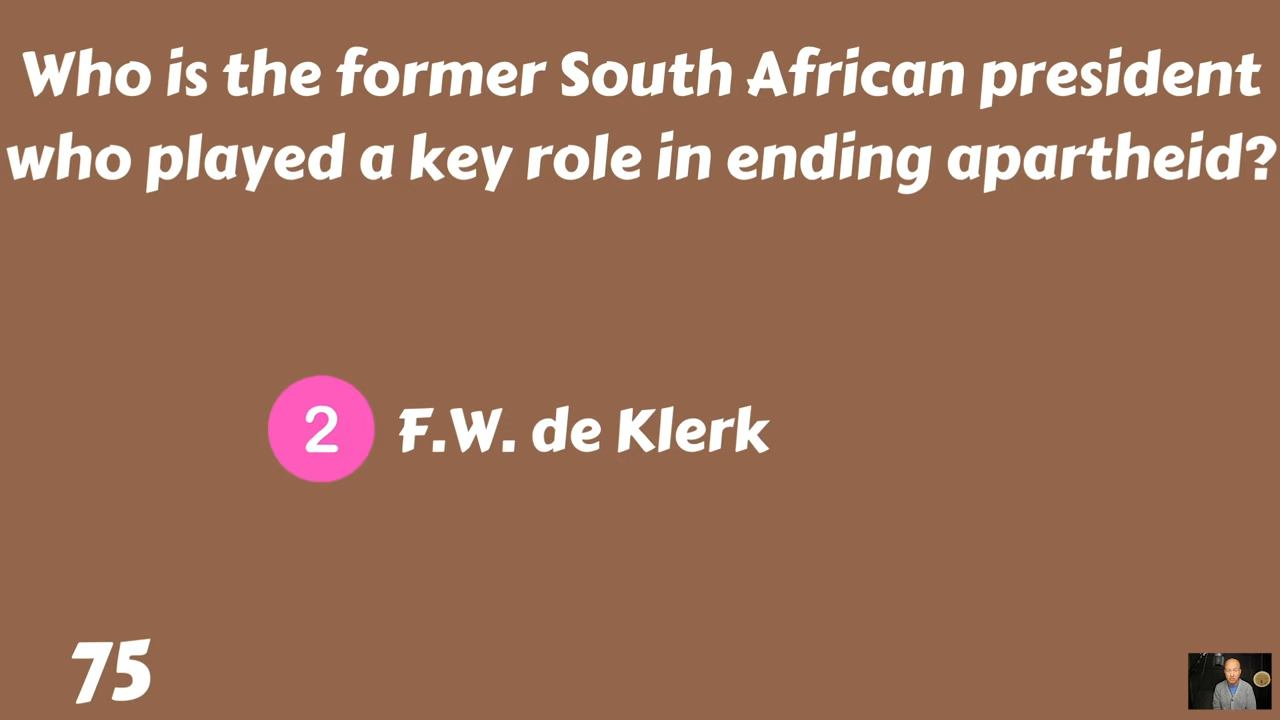 Who is the former South African president
who played a key role in ending apartheid?
2 F.W. de Klerk
75